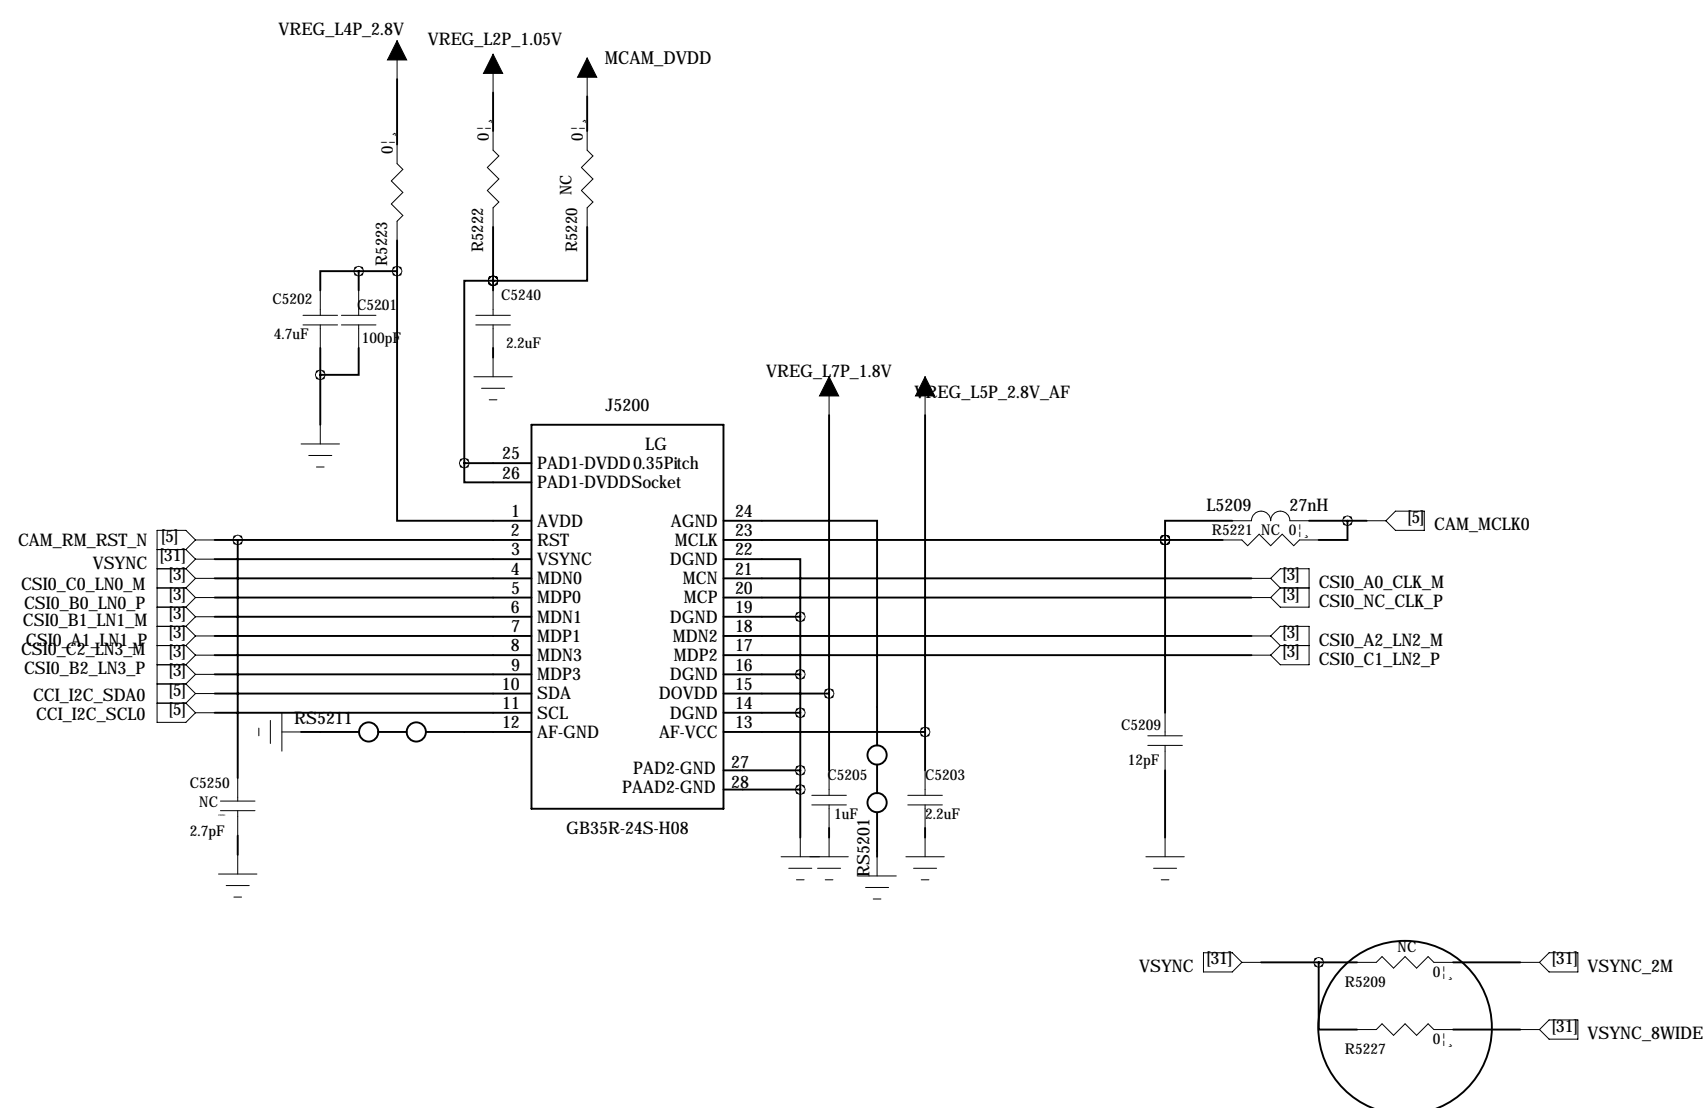 VREG_L4P_2.8V
VREG_L2P_1.05V
MCAM_DVDD
0
0
0
NC
R5223
R5222
R5220
C5202
C5201
C5240
4.7uF
100pF
2.2uF
VREG_L7P_1.8V
VREG_L5P_2.8V_AF
J5200
LG
25 PAD1-DVDD 0.35Pitch
26 PAD1-DVDD Socket
1 AVDD
AGND 24
L5209 27nH
R5221 NC 0
[5] CAM_MCLK0
CAM_RM_RST_N [5] 2 RST
MCLK 23
VSYNC [31] 3 VSYNC
DGND 22
CSI0_C0_LN0_M [3] 4 MDN0
MCN 21 [3] CSI0_A0_CLK_M
CSI0_B0_LN0_P [3] 5 MDP0
MCP 20 [3] CSI0_NC_CLK_P
CSI0_B1_LN1_M [3] 6 MDN1
DGND 19
CSI0_A1_LN1_P [3] 7 MDP1
MDN2 18 [3] CSI0_A2_LN2_M
CSI0_C2_LN3_M [3] 8 MDN3
MDP2 17 [3] CSI0_C1_LN2_P
CSI0_B2_LN3_P [3] 9 MDP3
DGND 16
CCI_I2C_SDA0 [5] 10 SDA
DOVDD 15
CCI_I2C_SCL0 [5] 11 SCL
DGND 14
RS5211 12 AF-GND
AF-VCC 13
C5209
12pF
PAD2-GND 27
PAAD2-GND 28
C5250
NC
2.7pF
C5205
1uF
RS5201
C5203
2.2uF
GB35R-24S-H08
VSYNC [31]
NC
R5209 0
[31] VSYNC_2M
R5227 0
[31] VSYNC_8WIDE